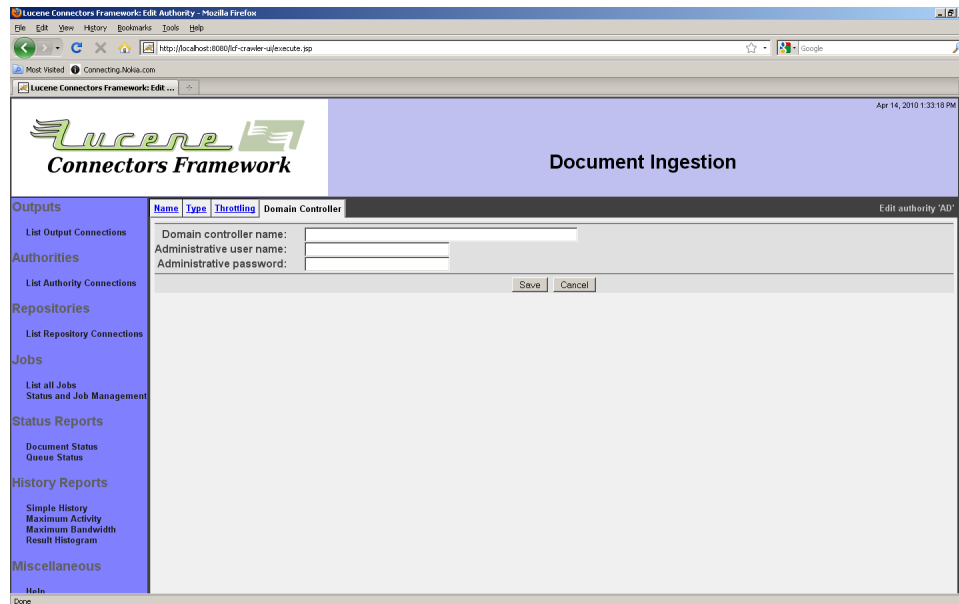 Lucene Connectors Framework: Edit Authority - Mozilla Firefox
File Edit View History Bookmarks Tools Help
http://localhost:8080/lcf-crawler-ui/execute.jsp
Google
Most Visited Connecting.Nokia.com
Lucene Connectors Framework: Edit ...
Apr 14, 2010 1:33:18 PM
Lucene
Connectors Framework
Document Ingestion
Outputs
List Output Connections
Authorities
List Authority Connections
Repositories
List Repository Connections
Jobs
List all Jobs
Status and Job Management
Status Reports
Document Status
Queue Status
History Reports
Simple History
Maximum Activity
Maximum Bandwidth
Result Histogram
Miscellaneous
Help
Name Type Throttling Domain Controller
Edit authority 'AD'
Domain controller name:
Administrative user name:
Administrative password:
Save Cancel
Done